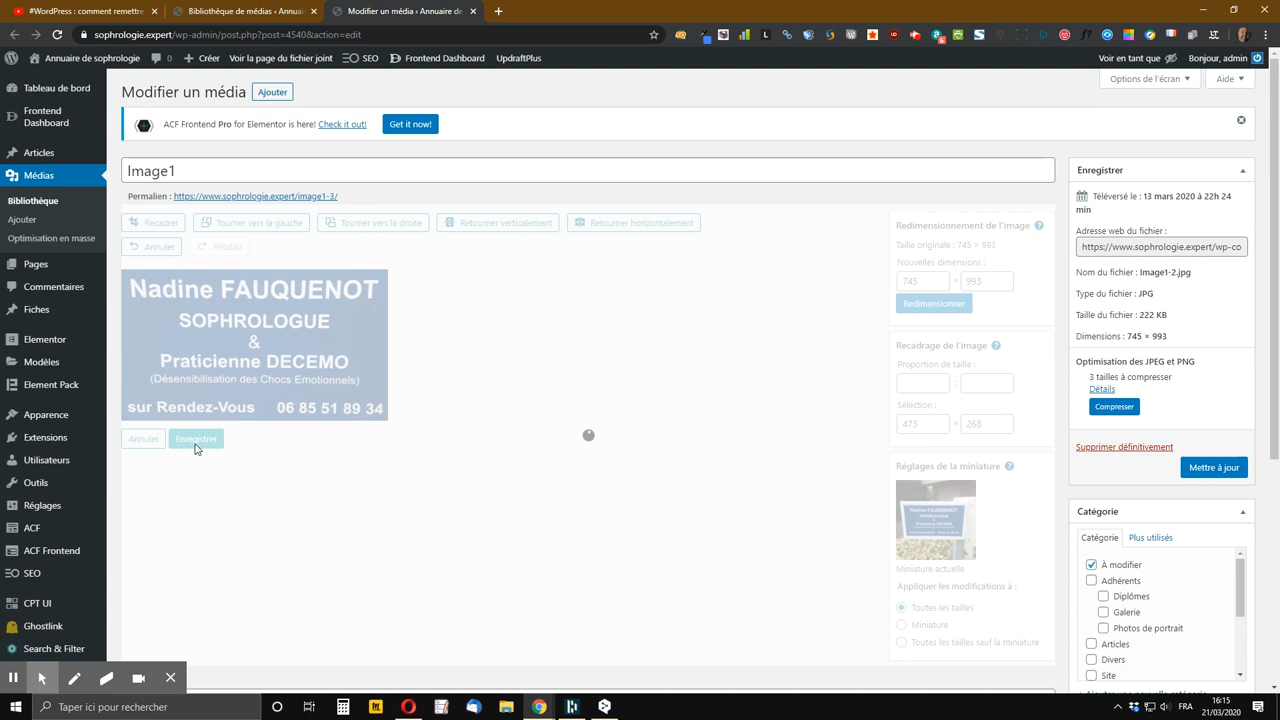 #WordPress : comment remettre
Bibliothèque ‹ Annuaire de soph
Modifier un média ‹ Annuaire de
sophrologie.expert/wp-admin/post.php?post=4540&action=edit
Annuaire de sophrologie
0
Créer
Voir la page du fichier joint
SEO
Frontend Dashboard
UpdraftPlus
Voir en tant que
Bonjour, admin
Options de l'écran
Aide
Tableau de bord
Frontend
Dashboard
Articles
Médias
Bibliothèque
Ajouter
Optimisation en masse
Pages
Commentaires
Fiches
Elementor
Modèles
Element Pack
Apparence
Extensions
Utilisateurs
Outils
Réglages
ACF
ACF Frontend
SEO
CPT UI
Ghostlink
Search & Filter
Modifier un média
Ajouter
ACF Frontend Pro for Elementor is here! Check it out!
Get it now!
Image1
Permalien : https://www.sophrologie.expert/image1-3/
Recadrer
Tourner vers la gauche
Tourner vers la droite
Retourner verticalement
Retourner horizontalement
Annuler
Rétablir
Nadine FAUQUENOT
SOPHROLOGUE
&
Praticienne DECEMO
(Désensibilisation des Chocs Emotionnels)
sur Rendez-Vous 06 85 51 89 34
Annuler
Enregistrer
Redimensionnement de l'image
Taille originale : 745 × 993
Nouvelles dimensions :
745 × 993
Redimensionner
Recadrage de l'image
Proportion de taille :
:
Sélection :
473 × 268
Réglages de la miniature
Nadine FAUQUENOT
SOPHROLOGUE
&
Praticienne DECEMO
Miniature actuelle
Appliquer les modifications à :
Toutes les tailles
Miniature
Toutes les tailles sauf la miniature
Enregistrer
Téléversé le : 13 mars 2020 à 22h 24
min
Adresse web du fichier :
https://www.sophrologie.expert/wp-co
Nom du fichier : Image1-2.jpg
Type du fichier : JPG
Taille du fichier : 222 KB
Dimensions : 745 × 993
Optimisation des JPEG et PNG
3 tailles à compresser
Détails
Compresser
Supprimer définitivement
Mettre à jour
Catégorie
Catégorie
Plus utilisés
À modifier
Adhérents
Diplômes
Galerie
Photos de portrait
Articles
Divers
Site
Taper ici pour rechercher
FRA
16:15
21/03/2020